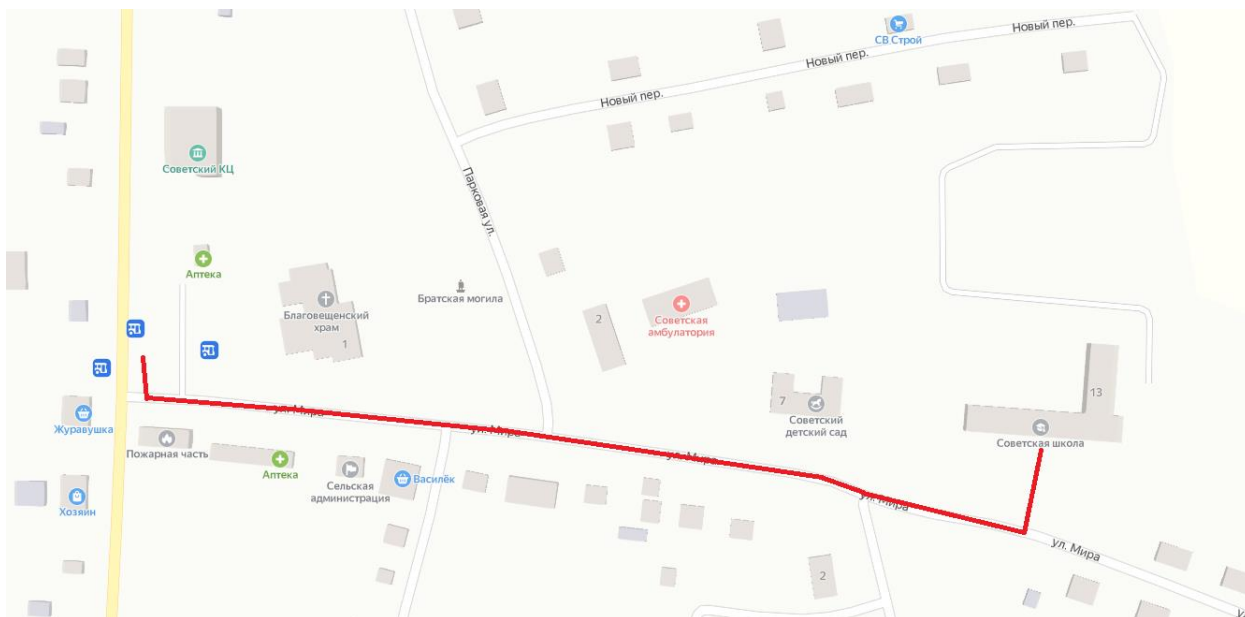 СВ Строй
Новый пер.
Новый пер.
Новый пер.
Советский КЦ
Парковая ул.
Аптека
Братская могила
Благовещенский
храм
1
2
Советская
амбулатория
Журавушка
ул. Мира
ул. Мира
ул. Мира
7
Советский
детский сад
13
Советская школа
Пожарная часть
Аптека
Сельская
администрация
Василёк
Хозяин
ул. Мира
ул. Мира
2